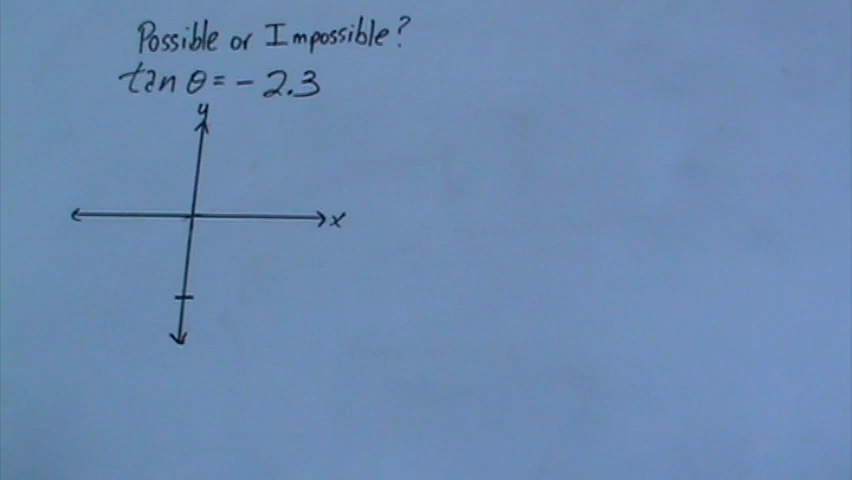 Possible or Impossible?
tan θ = - 2.3
y
x